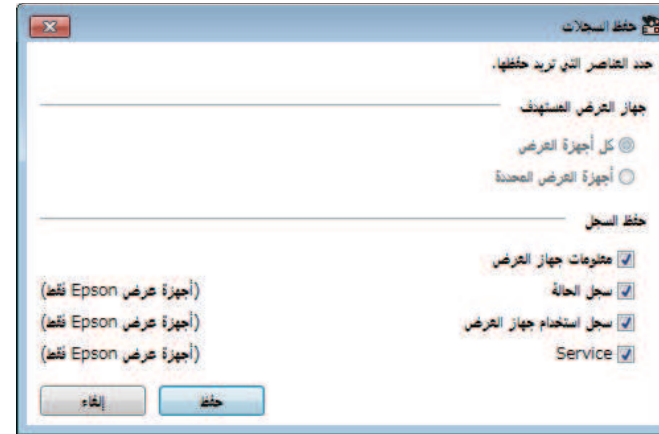 حفظ السجلات
حدد العناصر التي تريد حفظها.
جهاز العرض المستهدف
كل أجهزة العرض
أجهزة العرض المحددة
حفظ السجل
معلومات جهاز العرض
سجل الحالة (أجهزة عرض Epson فقط)
سجل استخدام جهاز العرض (أجهزة عرض Epson فقط)
Service (أجهزة عرض Epson فقط)
حفظ إلغاء